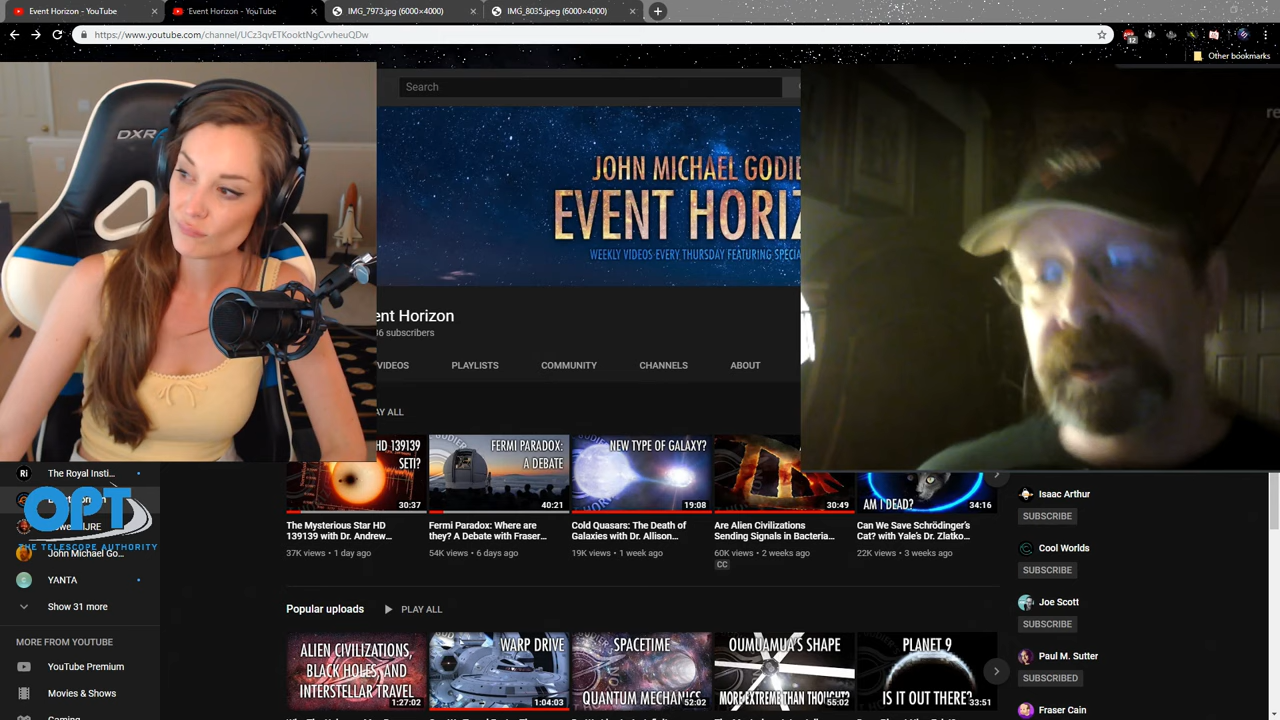 Event Horizon - YouTube
Event Horizon - YouTube
IMG_7973.jpg (6000×4000)
IMG_8035.jpeg (6000×4000)
https://www.youtube.com/channel/UCz3qvETKooktNgCvvheuQDw
12
Other bookmarks
Search
DXR
JOHN MICHAEL GODIE
EVENT HORIZ
WEEKLY VIDEOS EVERY THURSDAY FEATURING SPECIA
ent Horizon
6 subscribers
VIDEOS
PLAYLISTS
COMMUNITY
CHANNELS
ABOUT
AY ALL
HD 139139
SETI?
30:37
FERMI PARADOX:
A DEBATE
40:21
NEW TYPE OF GALAXY?
19:08
30:49
AM I DEAD?
34:16
The Mysterious Star HD
139139 with Dr. Andrew...
37K views • 1 day ago
Fermi Paradox: Where are
they? A Debate with Fraser...
54K views • 6 days ago
Cold Quasars: The Death of
Galaxies with Dr. Allison...
19K views • 1 week ago
Are Alien Civilizations
Sending Signals in Bacteria...
60K views • 2 weeks ago
CC
Can We Save Schrödinger's
Cat? with Yale's Dr. Zlatko...
22K views • 3 weeks ago
Popular uploads
PLAY ALL
ALIEN CIVILIZATIONS,
BLACK HOLES, AND
INTERSTELLAR TRAVEL
1:27:02
WARP DRIVE
1:04:03
SPACETIME
QUANTUM MECHANICS
52:02
OUMUAMUA'S SHAPE
MORE EXTREME THAN THOUGHT?
55:02
PLANET 9
IS IT OUT THERE?
33:51
Ri
The Royal Insti...
OPT
THE TELESCOPE AUTHORITY
John Michael Go...
YANTA
Show 31 more
MORE FROM YOUTUBE
YouTube Premium
Movies & Shows
Gaming
Isaac Arthur
SUBSCRIBE
Cool Worlds
SUBSCRIBE
Joe Scott
SUBSCRIBE
Paul M. Sutter
SUBSCRIBED
Fraser Cain